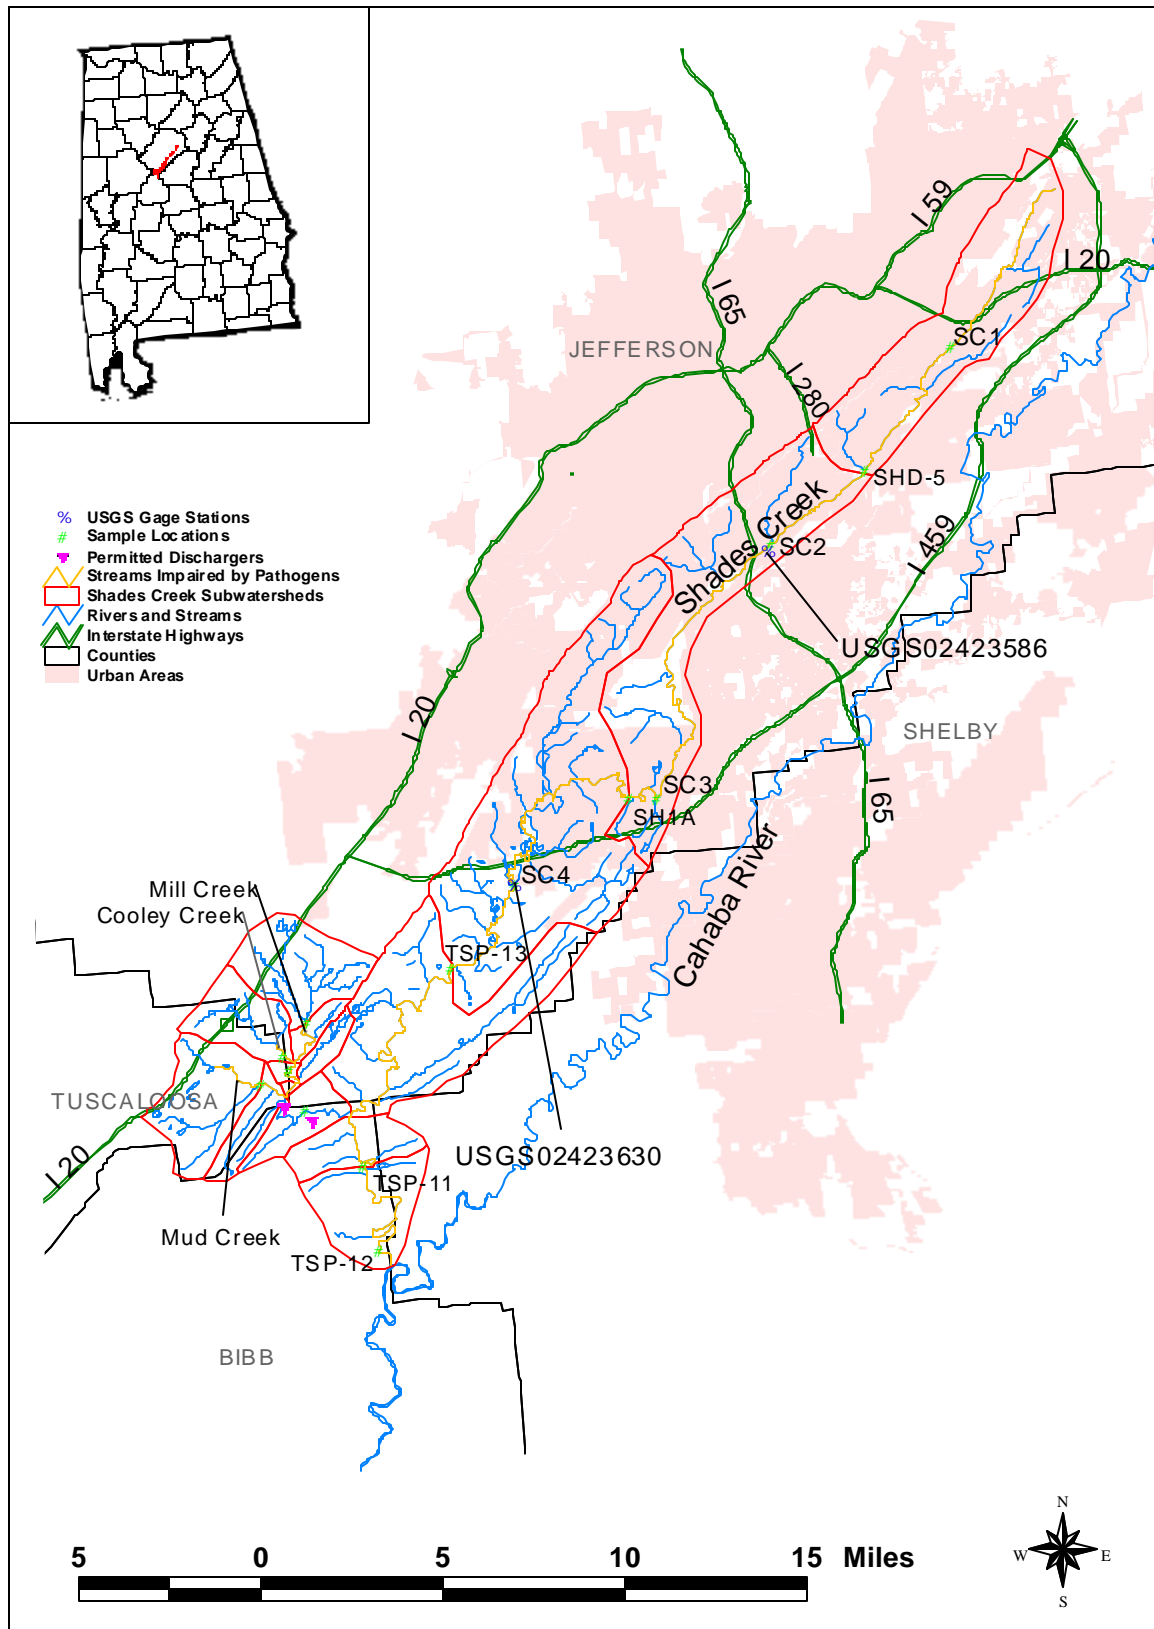 I 59
I 20
I 65
SC1
JEFFERSON
I 280
SHD-5
Shades Creek
SC2
I 459
% USGS Gage Stations
# Sample Locations
Permitted Dischargers
Streams Impaired by Pathogens
Shades Creek Subwatersheds
Rivers and Streams
Interstate Highways
Counties
Urban Areas
USGS02423586
I 20
SHELBY
SC3
SH1A
I 65
Cahaba River
SC4
Mill Creek
Cooley Creek
TSP-13
TUSCALOOSA
I 20
USGS02423630
TSP-11
Mud Creek
TSP-12
BIBB
N
W E
S
5 0 5 10 15 Miles